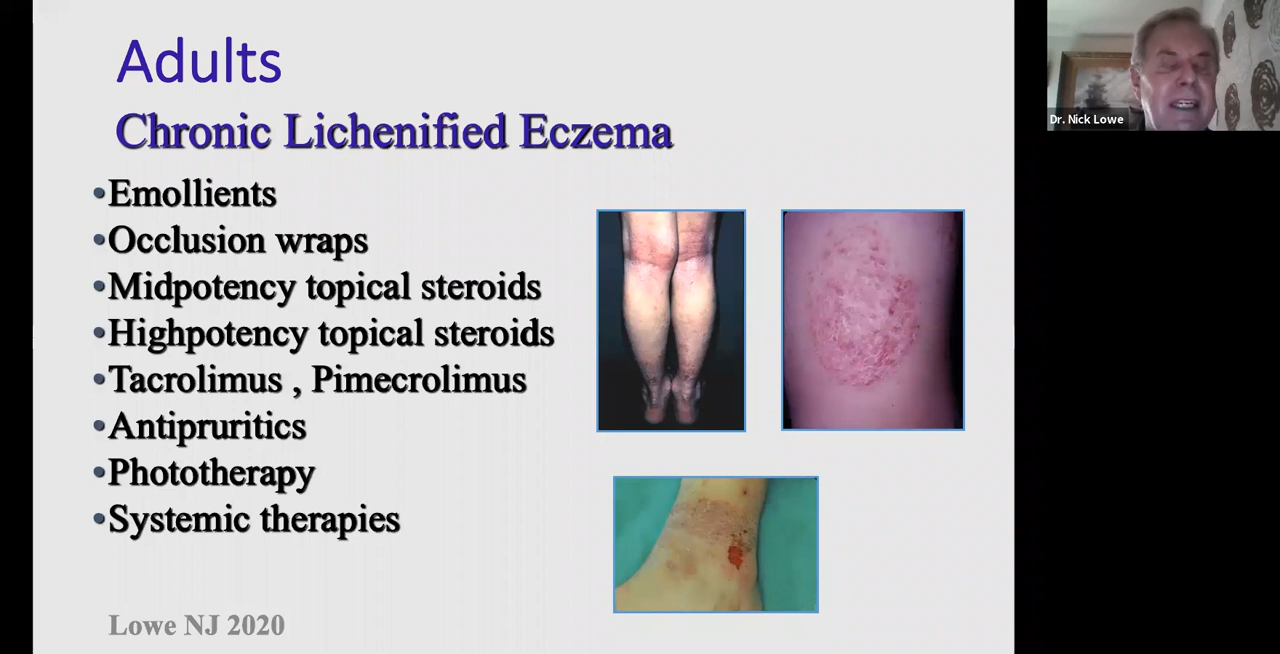 Adults
Chronic Lichenified Eczema
•Emollients
•Occlusion wraps
•Midpotency topical steroids
•Highpotency topical steroids
•Tacrolimus , Pimecrolimus
•Antipruritics
•Phototherapy
•Systemic therapies
Lowe NJ 2020
Dr. Nick Lowe